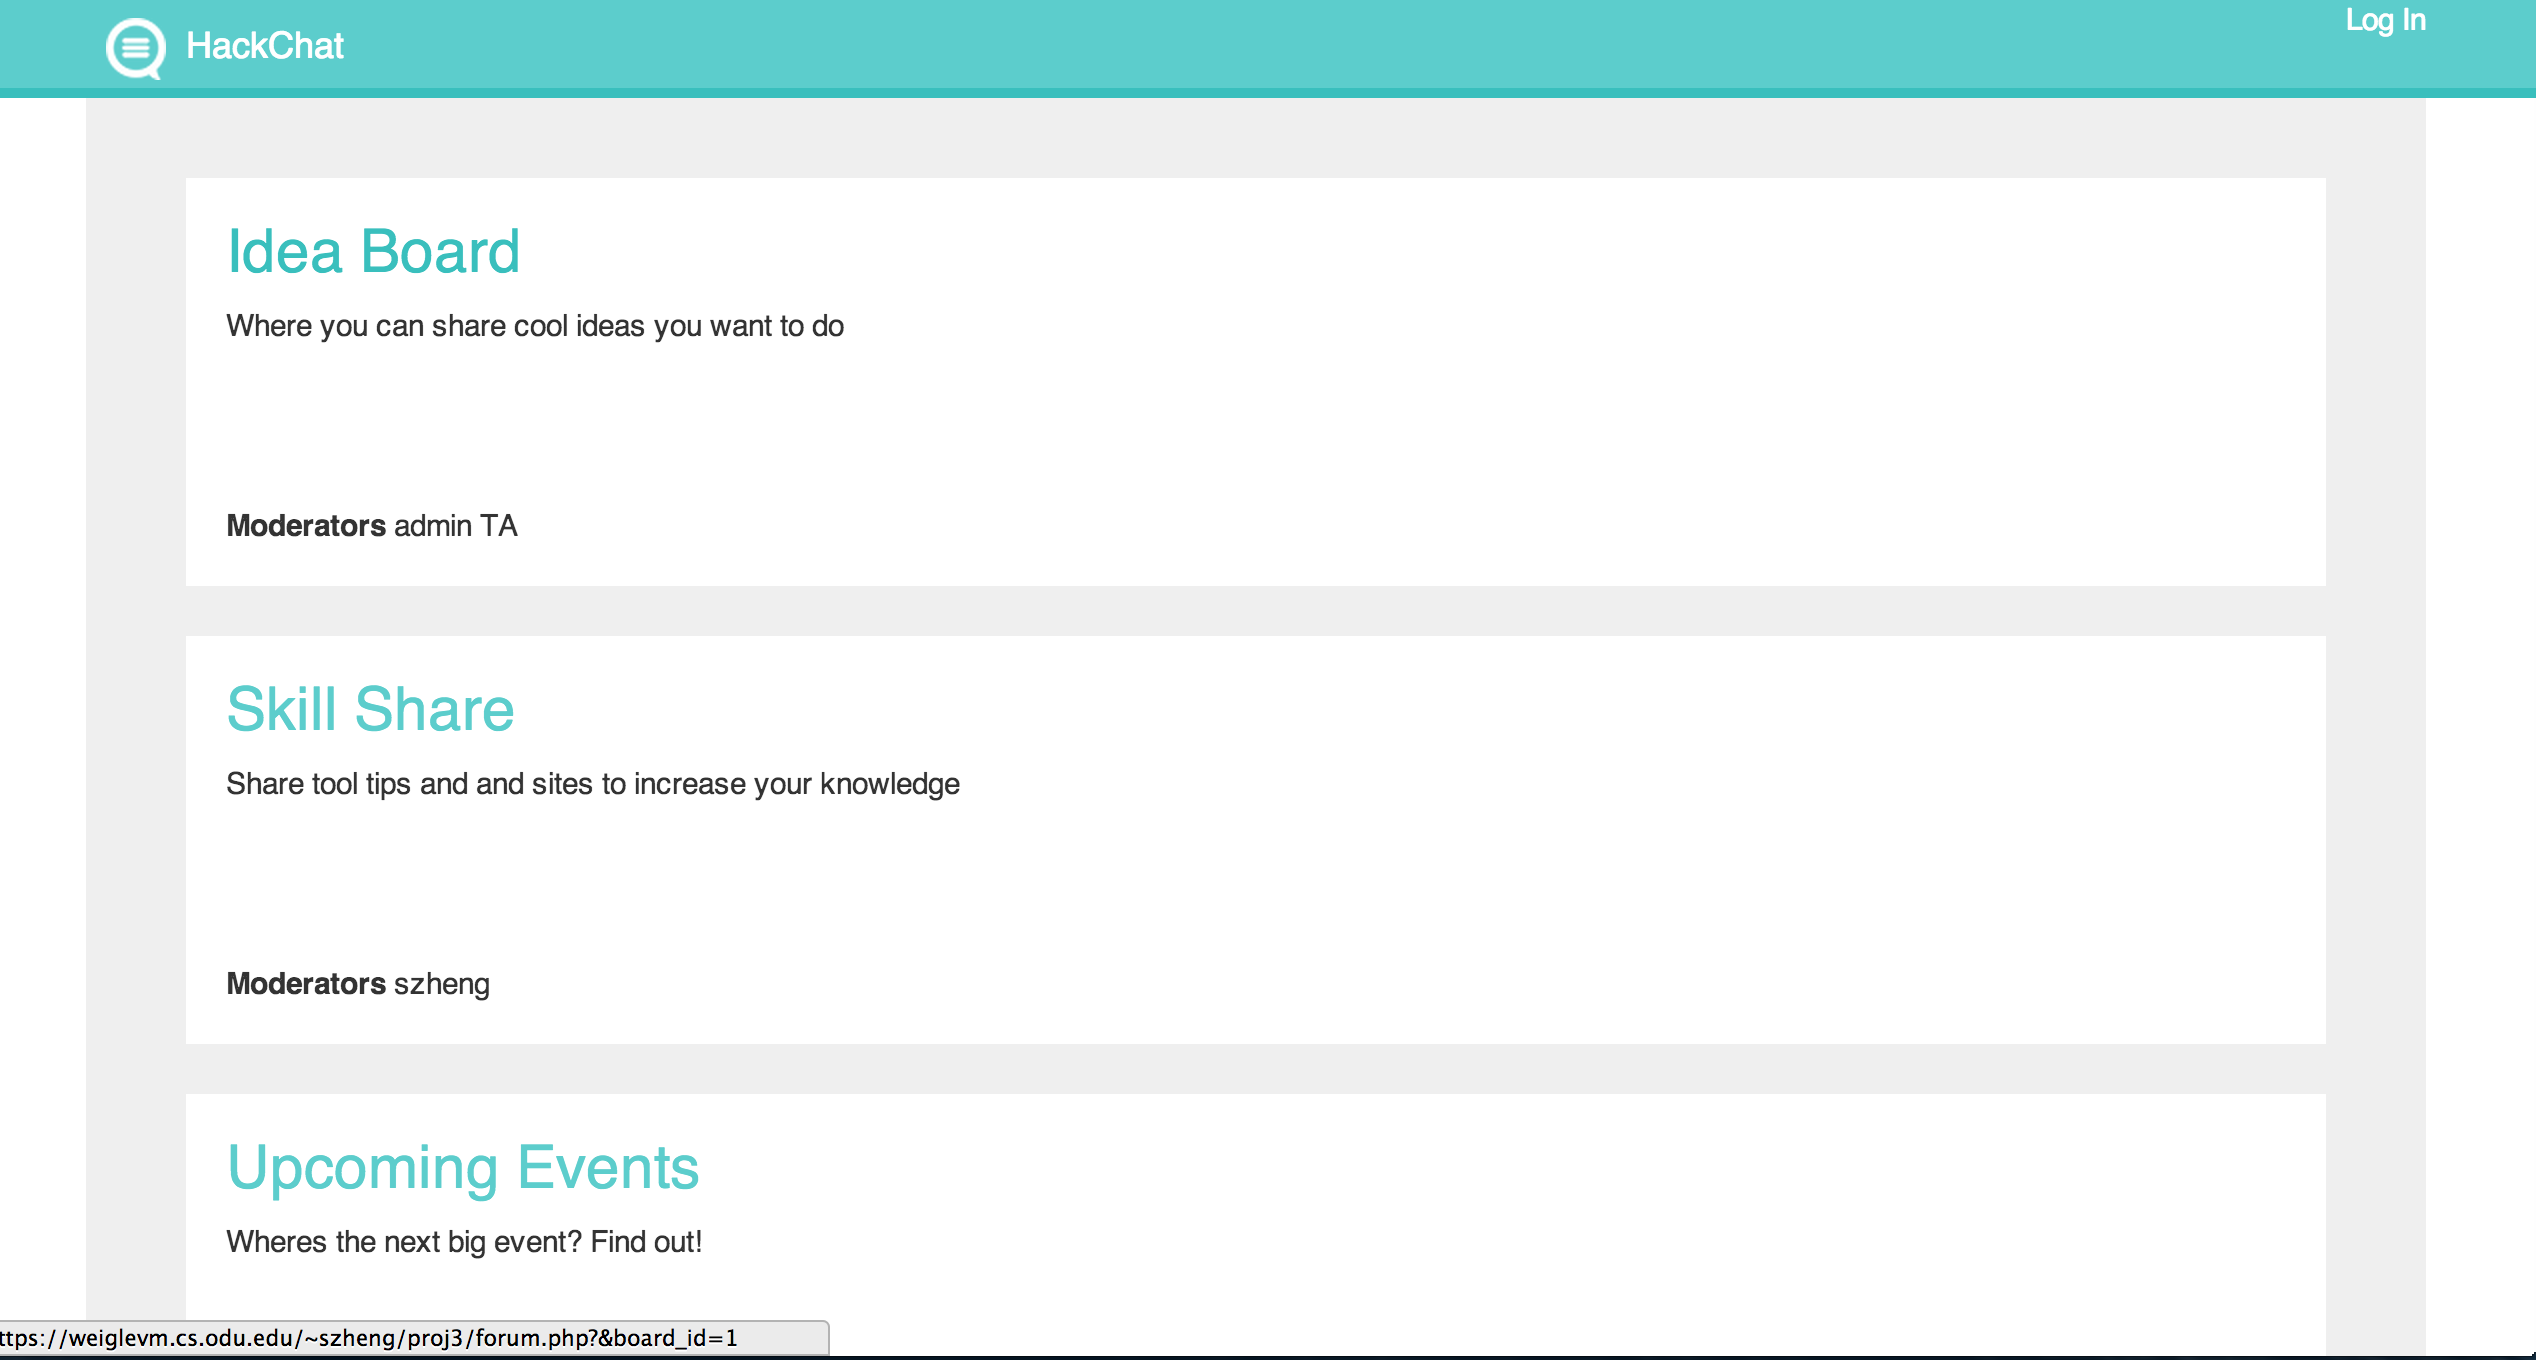 HackChat
Log In
Idea Board
Where you can share cool ideas you want to do
Moderators admin TA
Skill Share
Share tool tips and and sites to increase your knowledge
Moderators szheng
Upcoming Events
Wheres the next big event? Find out!
ttps://weiglevm.cs.odu.edu/~szheng/proj3/forum.php?&board_id=1